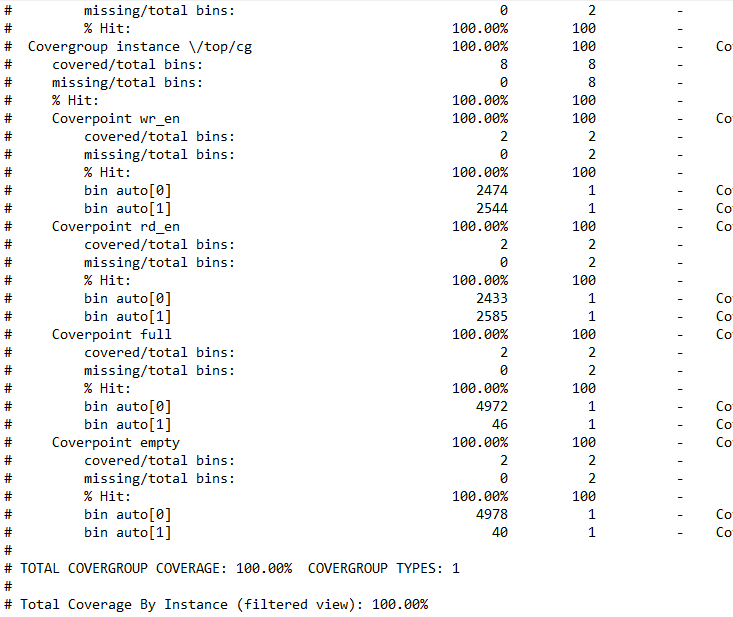 #         missing/total bins:                                 0          2          -
#         % Hit:                                        100.00%        100          -
#  Covergroup instance \/top/cg                         100.00%        100          -    Co
#     covered/total bins:                                     8          8          -
#     missing/total bins:                                     0          8          -
#     % Hit:                                            100.00%        100          -
#     Coverpoint wr_en                                  100.00%        100          -    Co
#         covered/total bins:                                 2          2          -
#         missing/total bins:                                 0          2          -
#         % Hit:                                        100.00%        100          -
#         bin auto[0]                                      2474          1          -    Co
#         bin auto[1]                                      2544          1          -    Co
#     Coverpoint rd_en                                  100.00%        100          -    Co
#         covered/total bins:                                 2          2          -
#         missing/total bins:                                 0          2          -
#         % Hit:                                        100.00%        100          -
#         bin auto[0]                                      2433          1          -    Co
#         bin auto[1]                                      2585          1          -    Co
#     Coverpoint full                                   100.00%        100          -    Co
#         covered/total bins:                                 2          2          -
#         missing/total bins:                                 0          2          -
#         % Hit:                                        100.00%        100          -
#         bin auto[0]                                      4972          1          -    Co
#         bin auto[1]                                        46          1          -    Co
#     Coverpoint empty                                  100.00%        100          -    Co
#         covered/total bins:                                 2          2          -
#         missing/total bins:                                 0          2          -
#         % Hit:                                        100.00%        100          -
#         bin auto[0]                                      4978          1          -    Co
#         bin auto[1]                                        40          1          -    Co
#
# TOTAL COVERGROUP COVERAGE: 100.00%  COVERGROUP TYPES: 1
#
# Total Coverage By Instance (filtered view): 100.00%